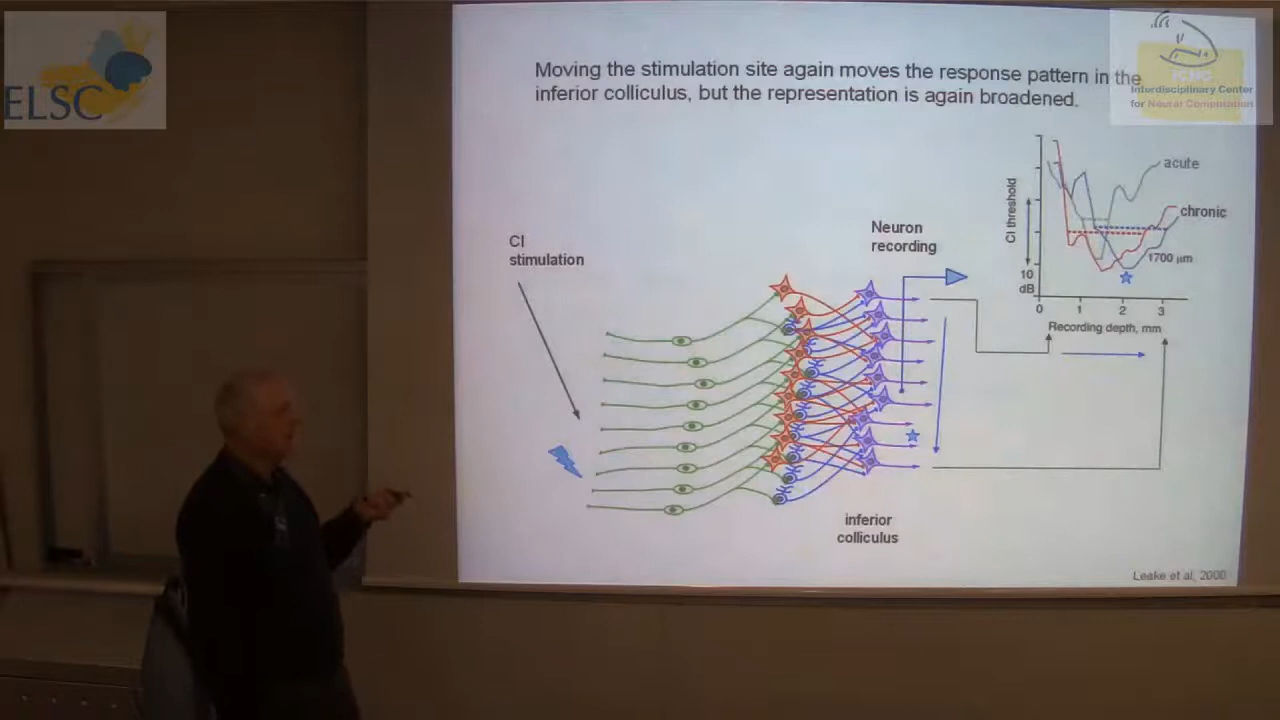 ELSC
Moving the stimulation site again moves the response pattern in the
inferior colliculus, but the representation is again broadened.
Interdisciplinary Center
for Neural Computation
acute
chronic
1700 µm
CI threshold
10
dB
0
0 1 2 3
Recording depth, mm
Neuron
recording
CI
stimulation
inferior
colliculus
Leake et al, 2000